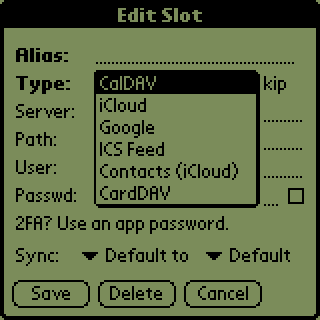 Edit Slot
Alias:
Type: CalDAV kip
iCloud
Server: Google
Path: ICS Feed
User: Contacts (iCloud)
Passwd: CardDAV
2FA? Use an app password.
Sync: Default to Default
Save Delete Cancel